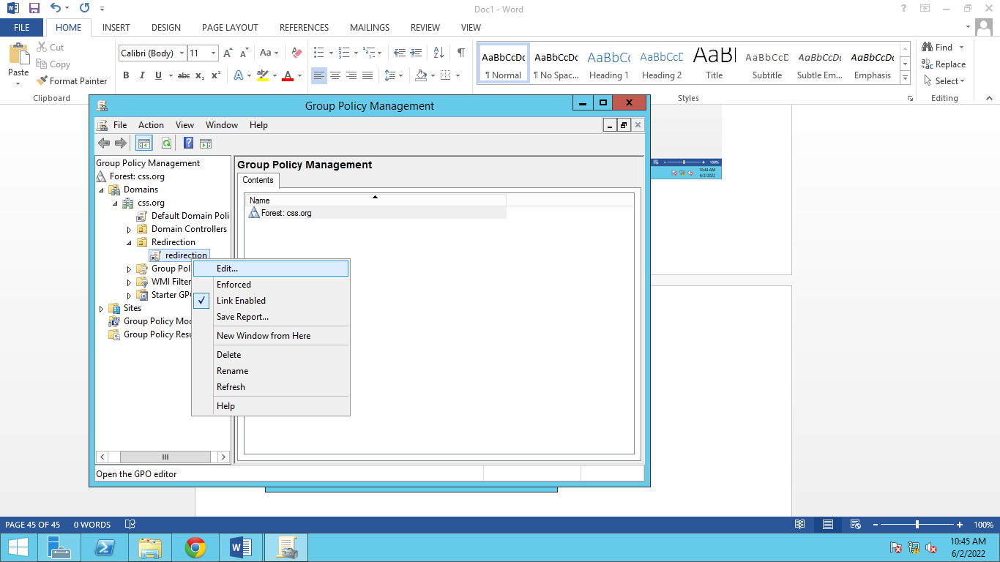 Doc1 - Word
FILE HOME INSERT DESIGN PAGE LAYOUT REFERENCES MAILINGS REVIEW VIEW
Paste
Cut
Copy
Format Painter
Clipboard
Calibri (Body) 11
Aa
B I U abc x2 x2 A ab A
AaBbCcDc AaBbCcDc AaBbCc AaBbCcD AaBl AaBbCcD AaBbCcDc AaBbCcDc
¶ Normal ¶ No Spac... Heading 1 Heading 2 Title Subtitle Subtle Em... Emphasis
Styles
Find
Replace
Select
Editing
Group Policy Management
File Action View Window Help
Group Policy Management
Forest: css.org
Domains
css.org
Default Domain Poli
Domain Controllers
Redirection
redirection
Group Poli
WMI Filter
Starter GPO
Sites
Group Policy Mod
Group Policy Resu
Edit...
Enforced
Link Enabled
Save Report...
New Window from Here
Delete
Rename
Refresh
Help
Group Policy Management
Contents
Name
Forest: css.org
Open the GPO editor
100%
10:44 AM
6/2/2022
PAGE 45 OF 45 0 WORDS 100%
10:45 AM
6/2/2022